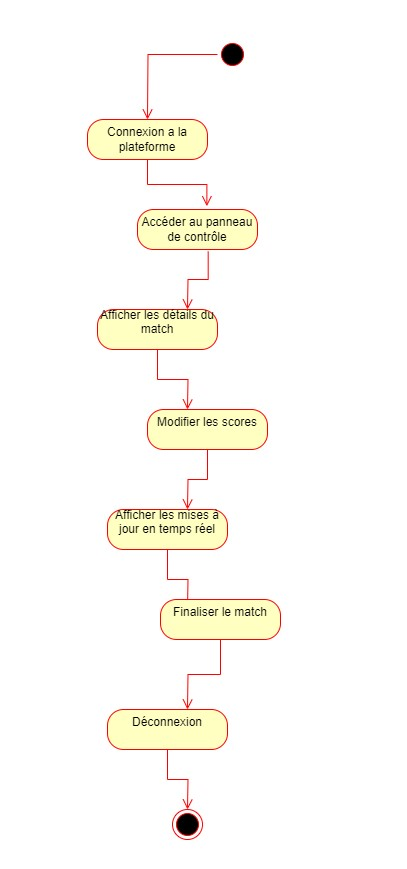 Connexion a la
plateforme
Accéder au panneau
de contrôle
Afficher les détails du
match
Modifier les scores
Afficher les mises à
jour en temps réel
Finaliser le match
Déconnexion